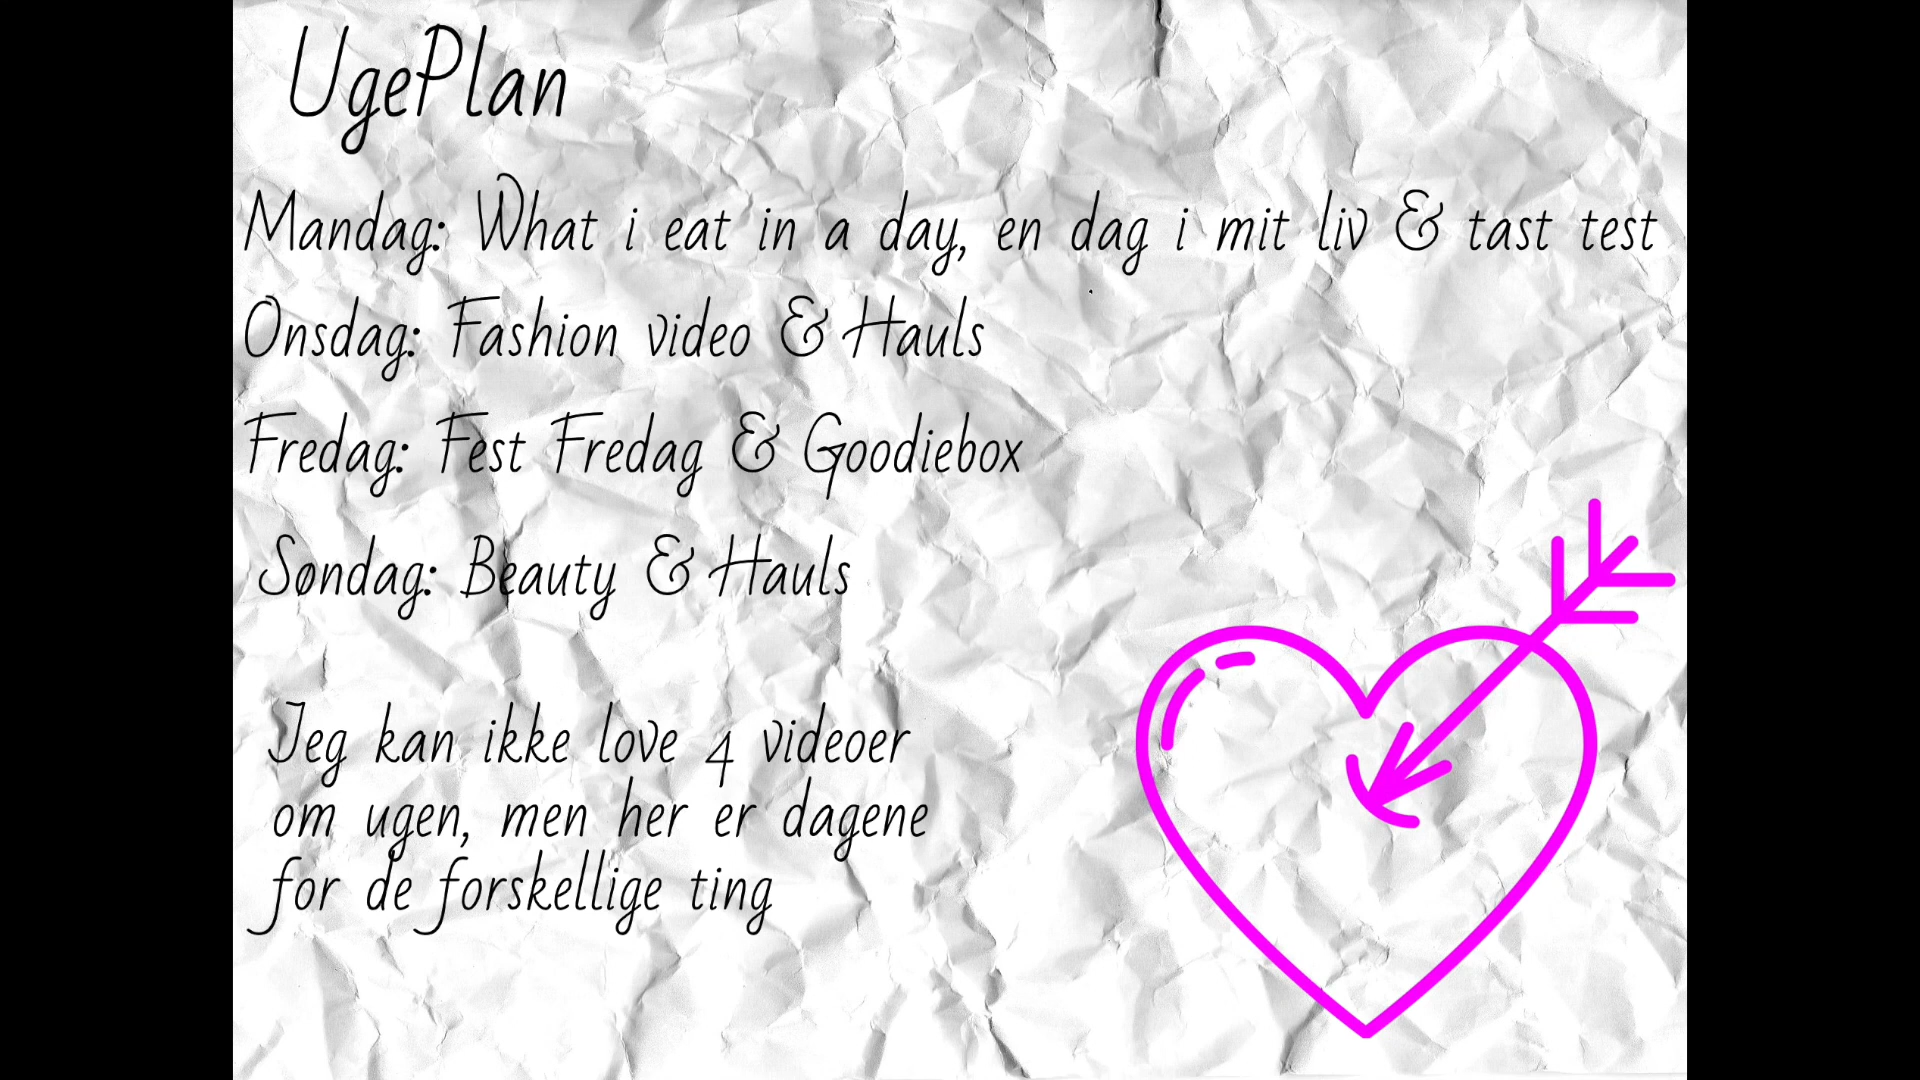 UgePlan
Mandag: What i eat in a day, en dag i mit liv & tast test
Onsdag: Fashion video & Hauls
Fredag: Fest Fredag & Goodiebox
Søndag: Beauty & Hauls
Jeg kan ikke love 4 videoer
om ugen, men her er dagene
for de forskellige ting